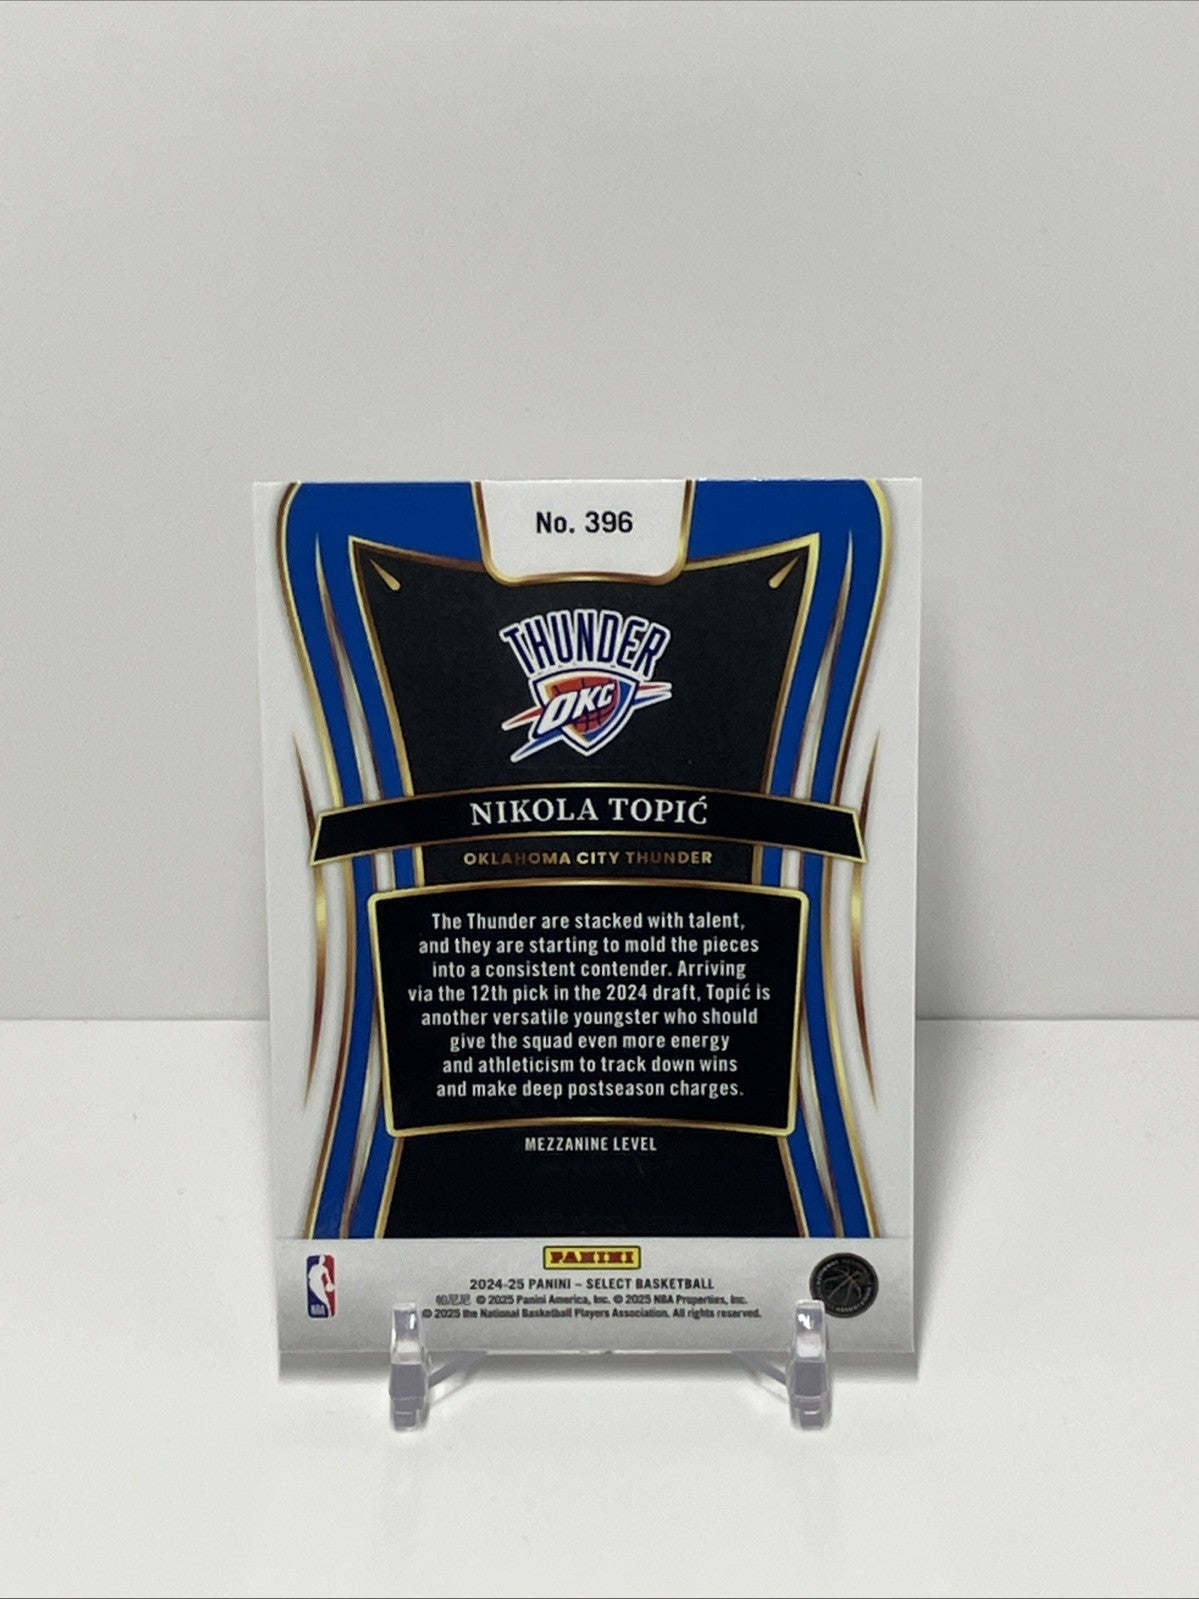 No. 396
THUNDER
OKC
NIKOLA TOPIĆ
OKLAHOMA CITY THUNDER
The Thunder are stacked with talent,
and they are starting to mold the pieces
into a consistent contender. Arriving
via the 12th pick in the 2024 draft, Topić is
another versatile youngster who should
give the squad even more energy
and athleticism to track down wins
and make deep postseason charges.
MEZZANINE LEVEL
PANINI
2024-25 PANINI – SELECT BASKETBALL
帕尼尼 © 2025 Panini America, Inc. © 2025 NBA Properties, Inc.
© 2025 the National Basketball Players Association. All rights reserved.
NBA